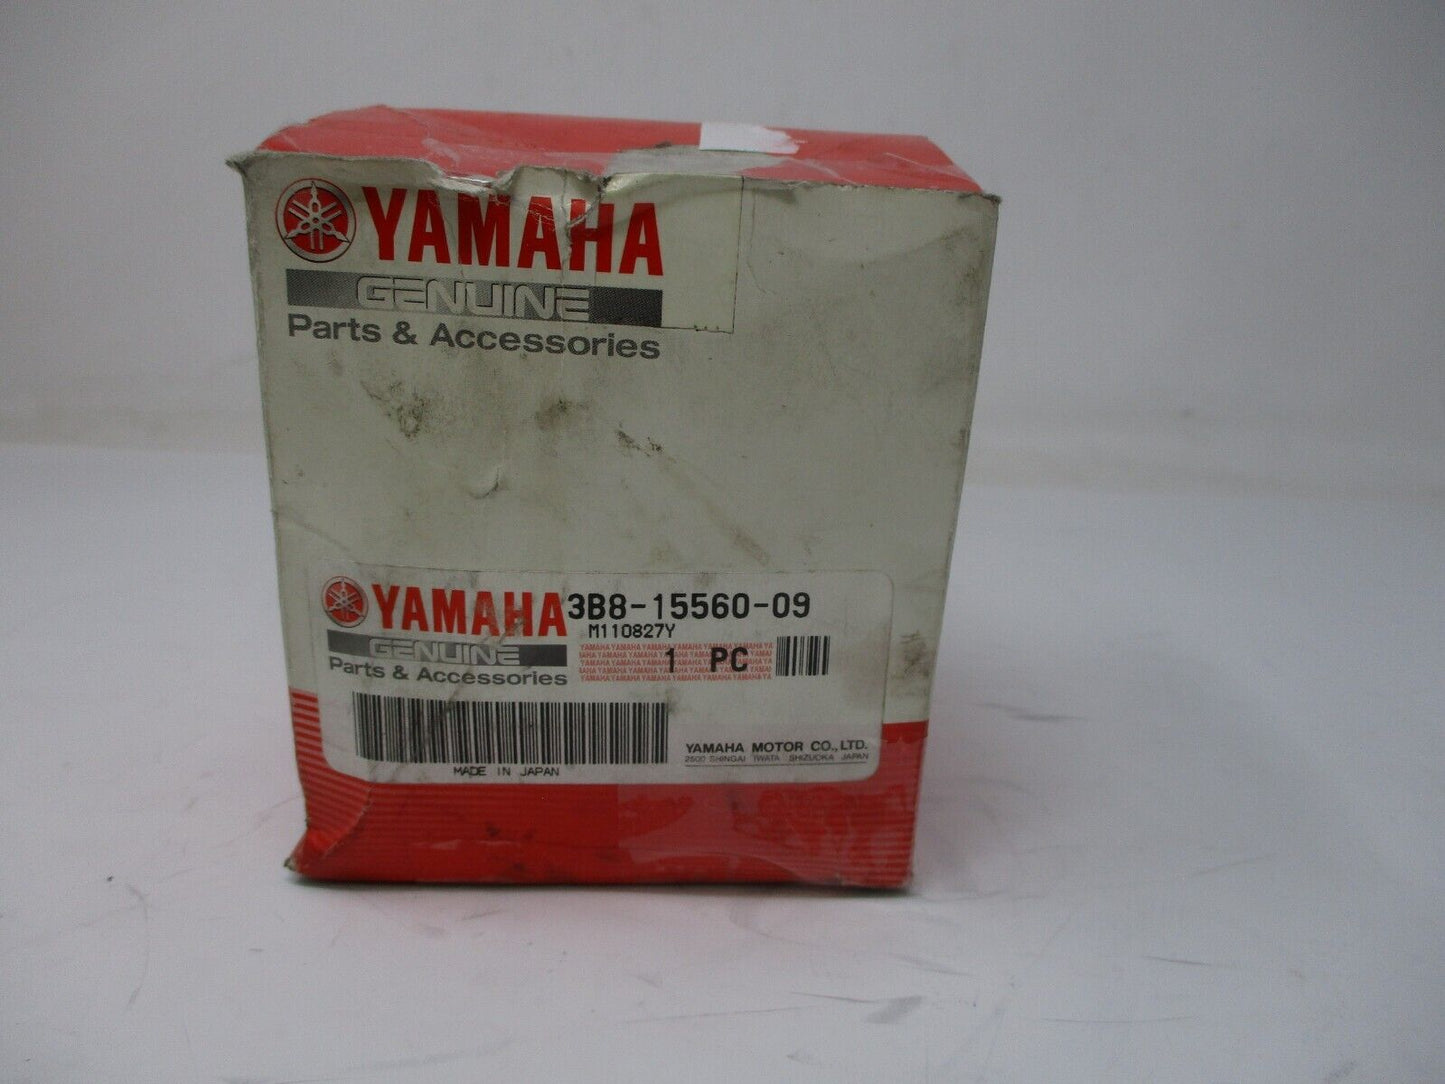 YAMAHA
GENUINE
Parts & Accessories
YAMAHA 3B8-15560-09
M110827Y
GENUINE
1 PC
Parts & Accessories
YAMAHA MOTOR CO.,LTD.
2500 SHINGAI IWATA SHIZUOKA JAPAN
MADE IN JAPAN